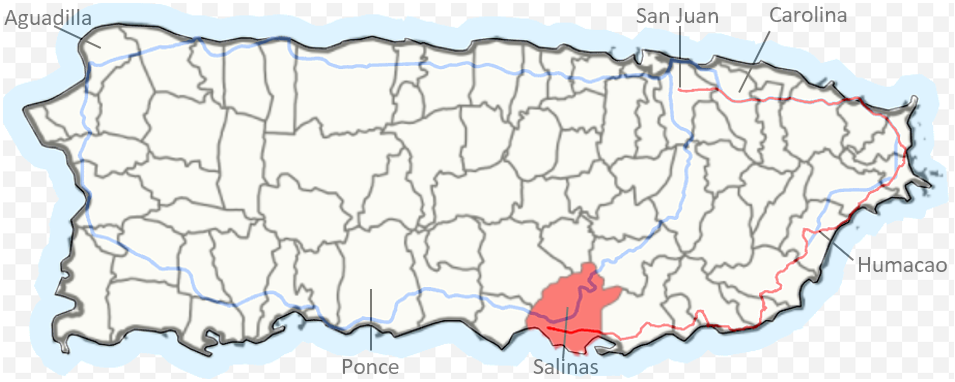 Aguadilla
San Juan
Carolina
Humacao
Ponce
Salinas